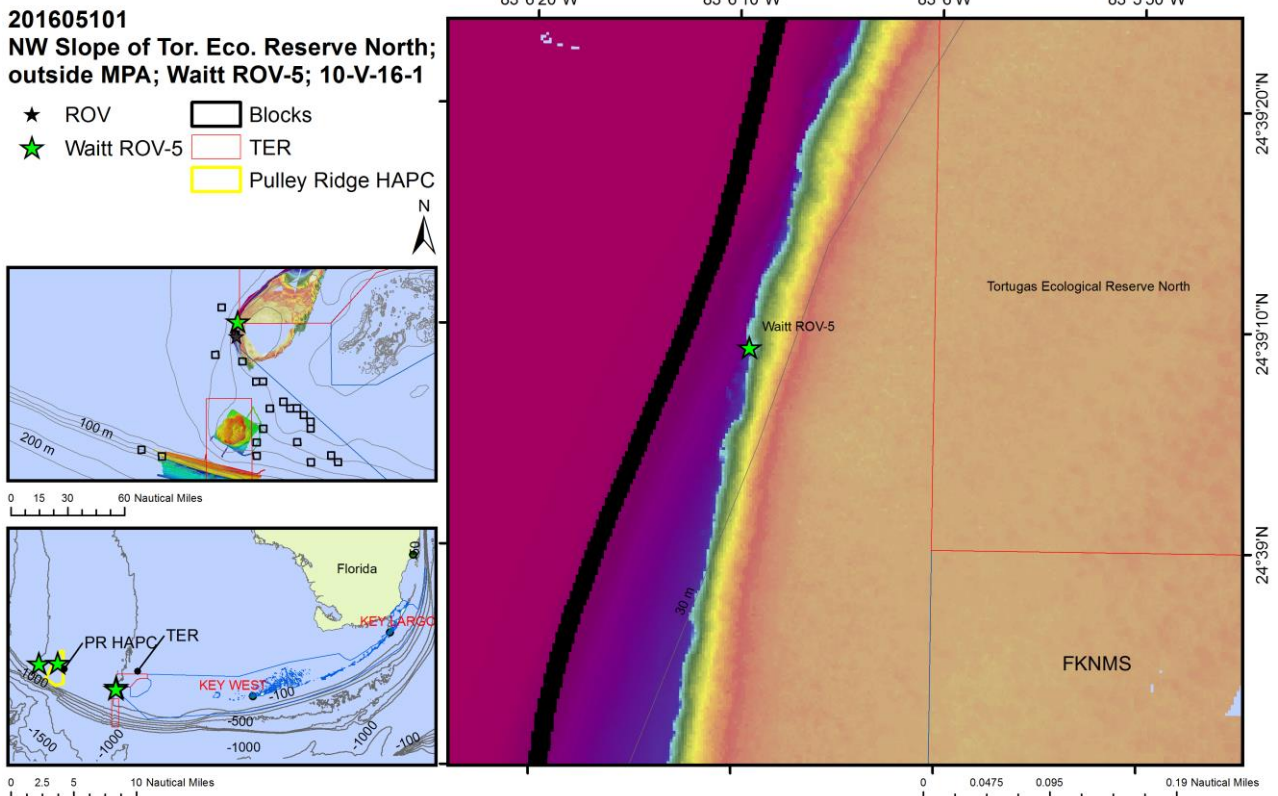 201605101
NW Slope of Tor. Eco. Reserve North;
outside MPA; Waitt ROV-5; 10-V-16-1
ROV
Blocks
Waitt ROV-5
TER
Pulley Ridge HAPC
N
100 m
200 m
0 15 30 60 Nautical Miles
Florida
KEY LARGO
PR HAPC
TER
KEY WEST
-100
-500
-1000
-1500
-1000
-1000
-100
0 2.5 5 10 Nautical Miles
83°6'10"W
24°39'20"N
24°39'10"N
24°39'N
Tortugas Ecological Reserve North
Waitt ROV-5
30 m
FKNMS
0 0.0475 0.095 0.19 Nautical Miles